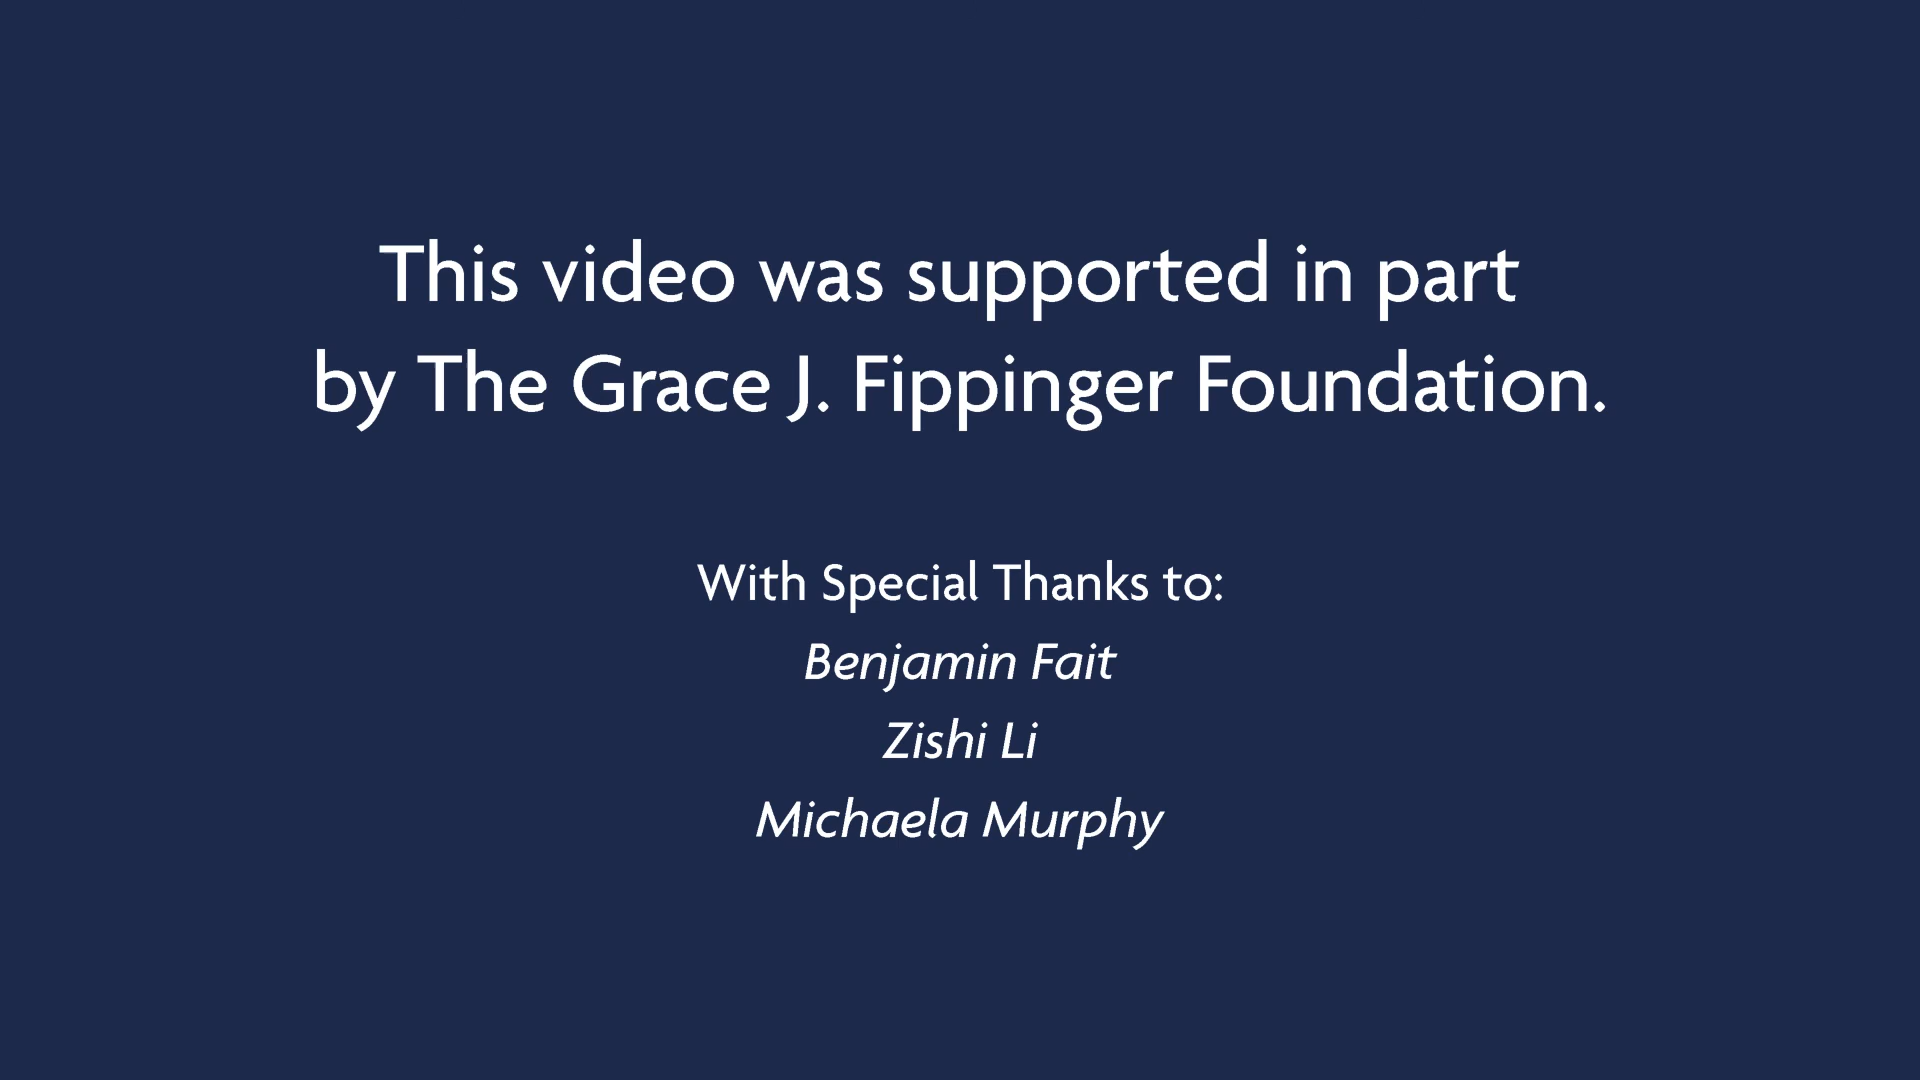 This video was supported in part
by The Grace J. Fippinger Foundation.
With Special Thanks to:
Benjamin Fait
Zishi Li
Michaela Murphy